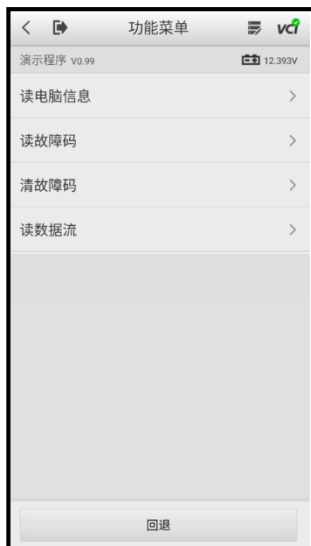 功能菜单 vci
演示程序 V0.99 12.393V
读电脑信息
读故障码
清故障码
读数据流
回退